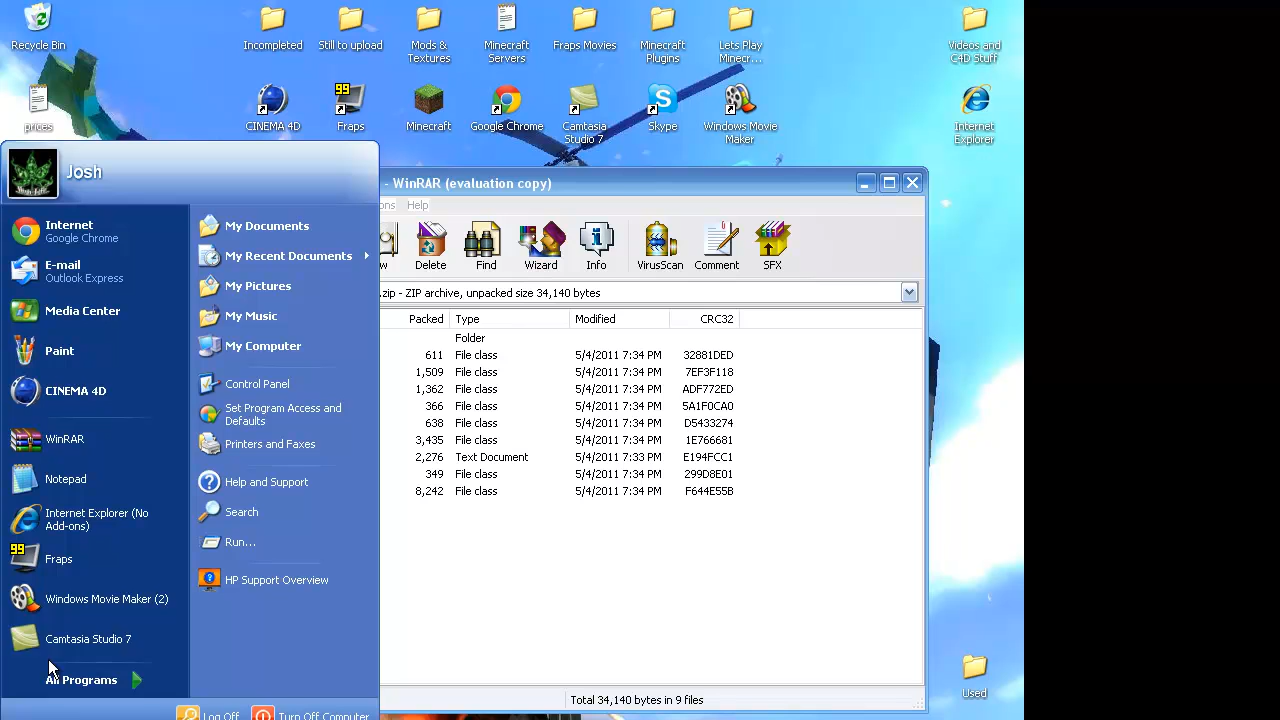 Recycle Bin
Incompleted
Still to upload
Mods &
Textures
Minecraft
Servers
Fraps Movies
Minecraft
Plugins
Lets Play
Minecr...
Videos and
C4D Stuff
prices
CINEMA 4D
99
Fraps
Minecraft
Google Chrome
Camtasia
Studio 7
Skype
Windows Movie
Maker
Internet
Explorer
Josh
- WinRAR (evaluation copy)
ons
Help
w
Delete
Find
Wizard
Info
VirusScan
Comment
SFX
.zip - ZIP archive, unpacked size 34,140 bytes
Packed
Type
Modified
CRC32
Folder
611 File class 5/4/2011 7:34 PM 32881DED
1,509 File class 5/4/2011 7:34 PM 7EF3F118
1,362 File class 5/4/2011 7:34 PM ADF772ED
366 File class 5/4/2011 7:34 PM 5A1F0CA0
638 File class 5/4/2011 7:34 PM D5433274
3,435 File class 5/4/2011 7:34 PM
2,276 Text Document 5/4/2011 7:33 PM E194FCC1
349 File class 5/4/2011 7:34 PM 299D8E01
8,242 File class 5/4/2011 7:34 PM F644E55B
Total 34,140 bytes in 9 files
Internet
Google Chrome
E-mail
Outlook Express
Media Center
Paint
CINEMA 4D
WinRAR
Notepad
Internet Explorer (No
Add-ons)
99
Fraps
Windows Movie Maker (2)
Camtasia Studio 7
All Programs
My Documents
My Recent Documents
My Pictures
My Music
My Computer
Control Panel
Set Program Access and
Defaults
Printers and Faxes
Help and Support
Search
Run...
HP Support Overview
Log Off
Turn Off Computer
Used